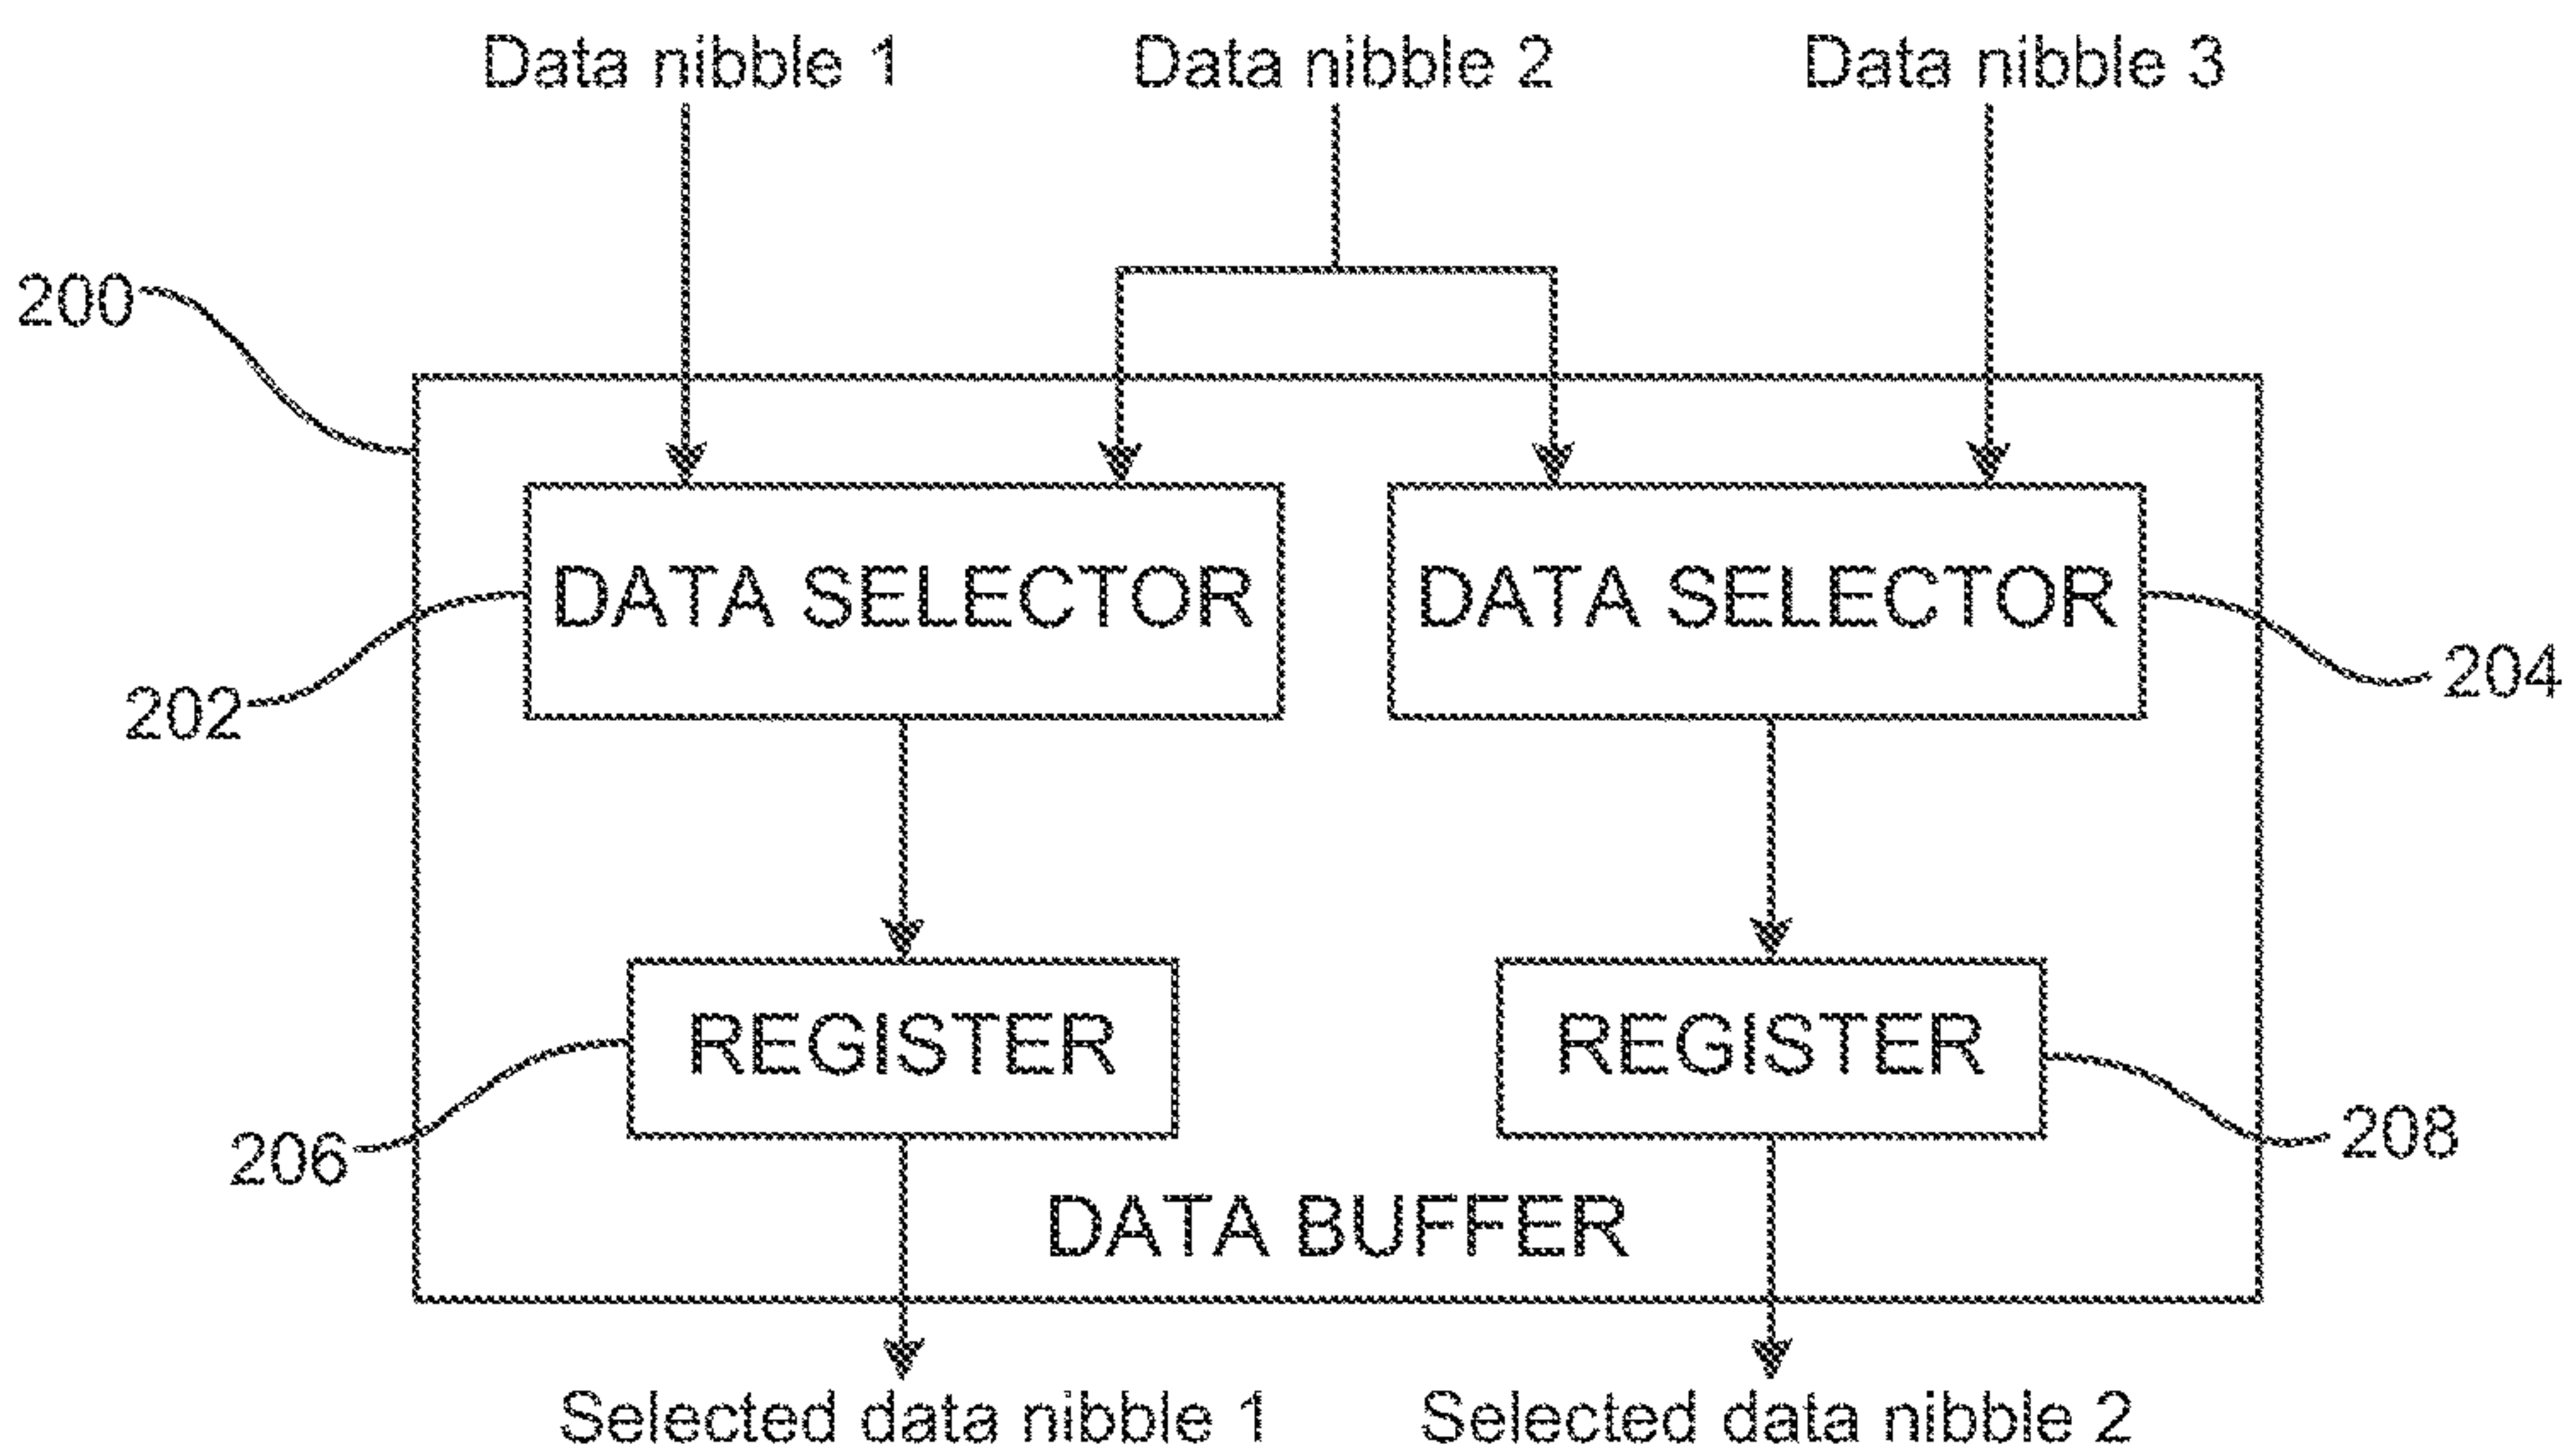 Data nibble 1
Data nibble 2
Data nibble 3
200
DATA SELECTOR
DATA SELECTOR
202
204
REGISTER
REGISTER
206
208
DATA BUFFER
Selected data nibble 1
Selected data nibble 2